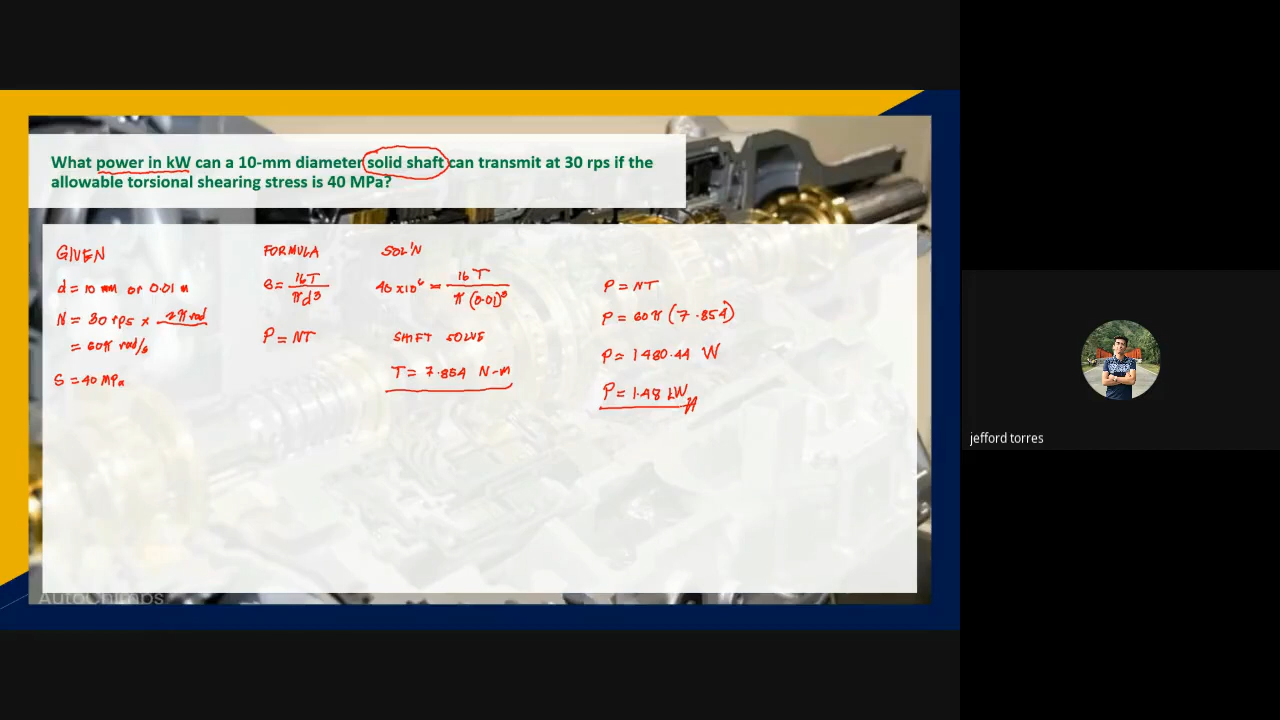 What power in kW can a 10-mm diameter solid shaft can transmit at 30 rps if the
allowable torsional shearing stress is 40 MPa?
GIVEN
d = 10 mm or 0.01 m
N = 30 rps × 2π rad
= 60π rad/s
S = 40 MPa
FORMULA
S = 16T
πd³
P = NT
SOL'N
40 × 10⁶ = 16 T
π (0.01)³
SHIFT SOLVE
T = 7.854 N-m
P = NT
P = 60π (7.854)
P = 1480.44 W
P = 1.48 kW
AutoChimps
jefford torres